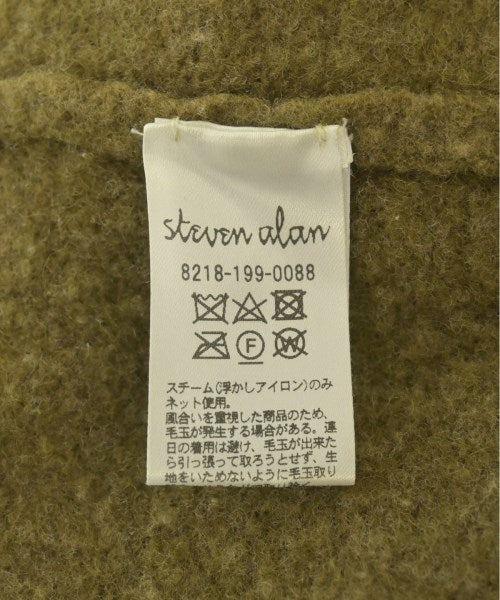 steven alan
8218-199-0088
F W
スチーム(浮かしアイロン)のみ
ネット使用。
風合いを重視した商品のため、
毛玉が発生する場合がある。連
日の着用は避け、毛玉が出来た
ら引っ張って取ろうとせず、生
地をいためないように毛玉取り